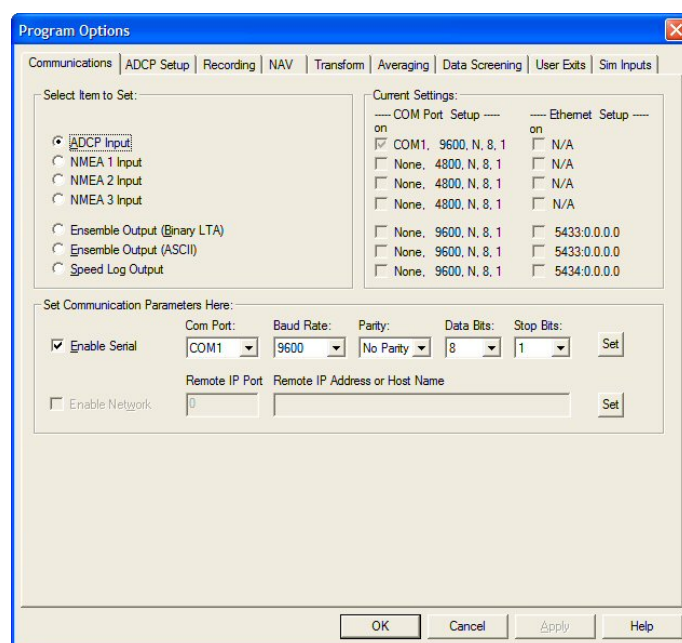 Program Options
Communications ADCP Setup Recording NAV Transform Averaging Data Screening User Exits Sim Inputs
Select Item to Set:
ADCP Input
NMEA 1 Input
NMEA 2 Input
NMEA 3 Input
Ensemble Output (Binary LTA)
Ensemble Output (ASCII)
Speed Log Output
Current Settings:
----- COM Port Setup ----- ----- Ethernet Setup -----
on on
COM1, 9600, N, 8, 1 N/A
None, 4800, N, 8, 1 N/A
None, 4800, N, 8, 1 N/A
None, 4800, N, 8, 1 N/A
None, 9600, N, 8, 1 5433:0.0.0.0
None, 9600, N, 8, 1 5433:0.0.0.0
None, 9600, N, 8, 1 5434:0.0.0.0
Set Communication Parameters Here:
Com Port: Baud Rate: Parity: Data Bits: Stop Bits:
Enable Serial COM1 9600 No Parity 8 1 Set
Remote IP Port Remote IP Address or Host Name
Enable Network 0 Set
OK Cancel Apply Help